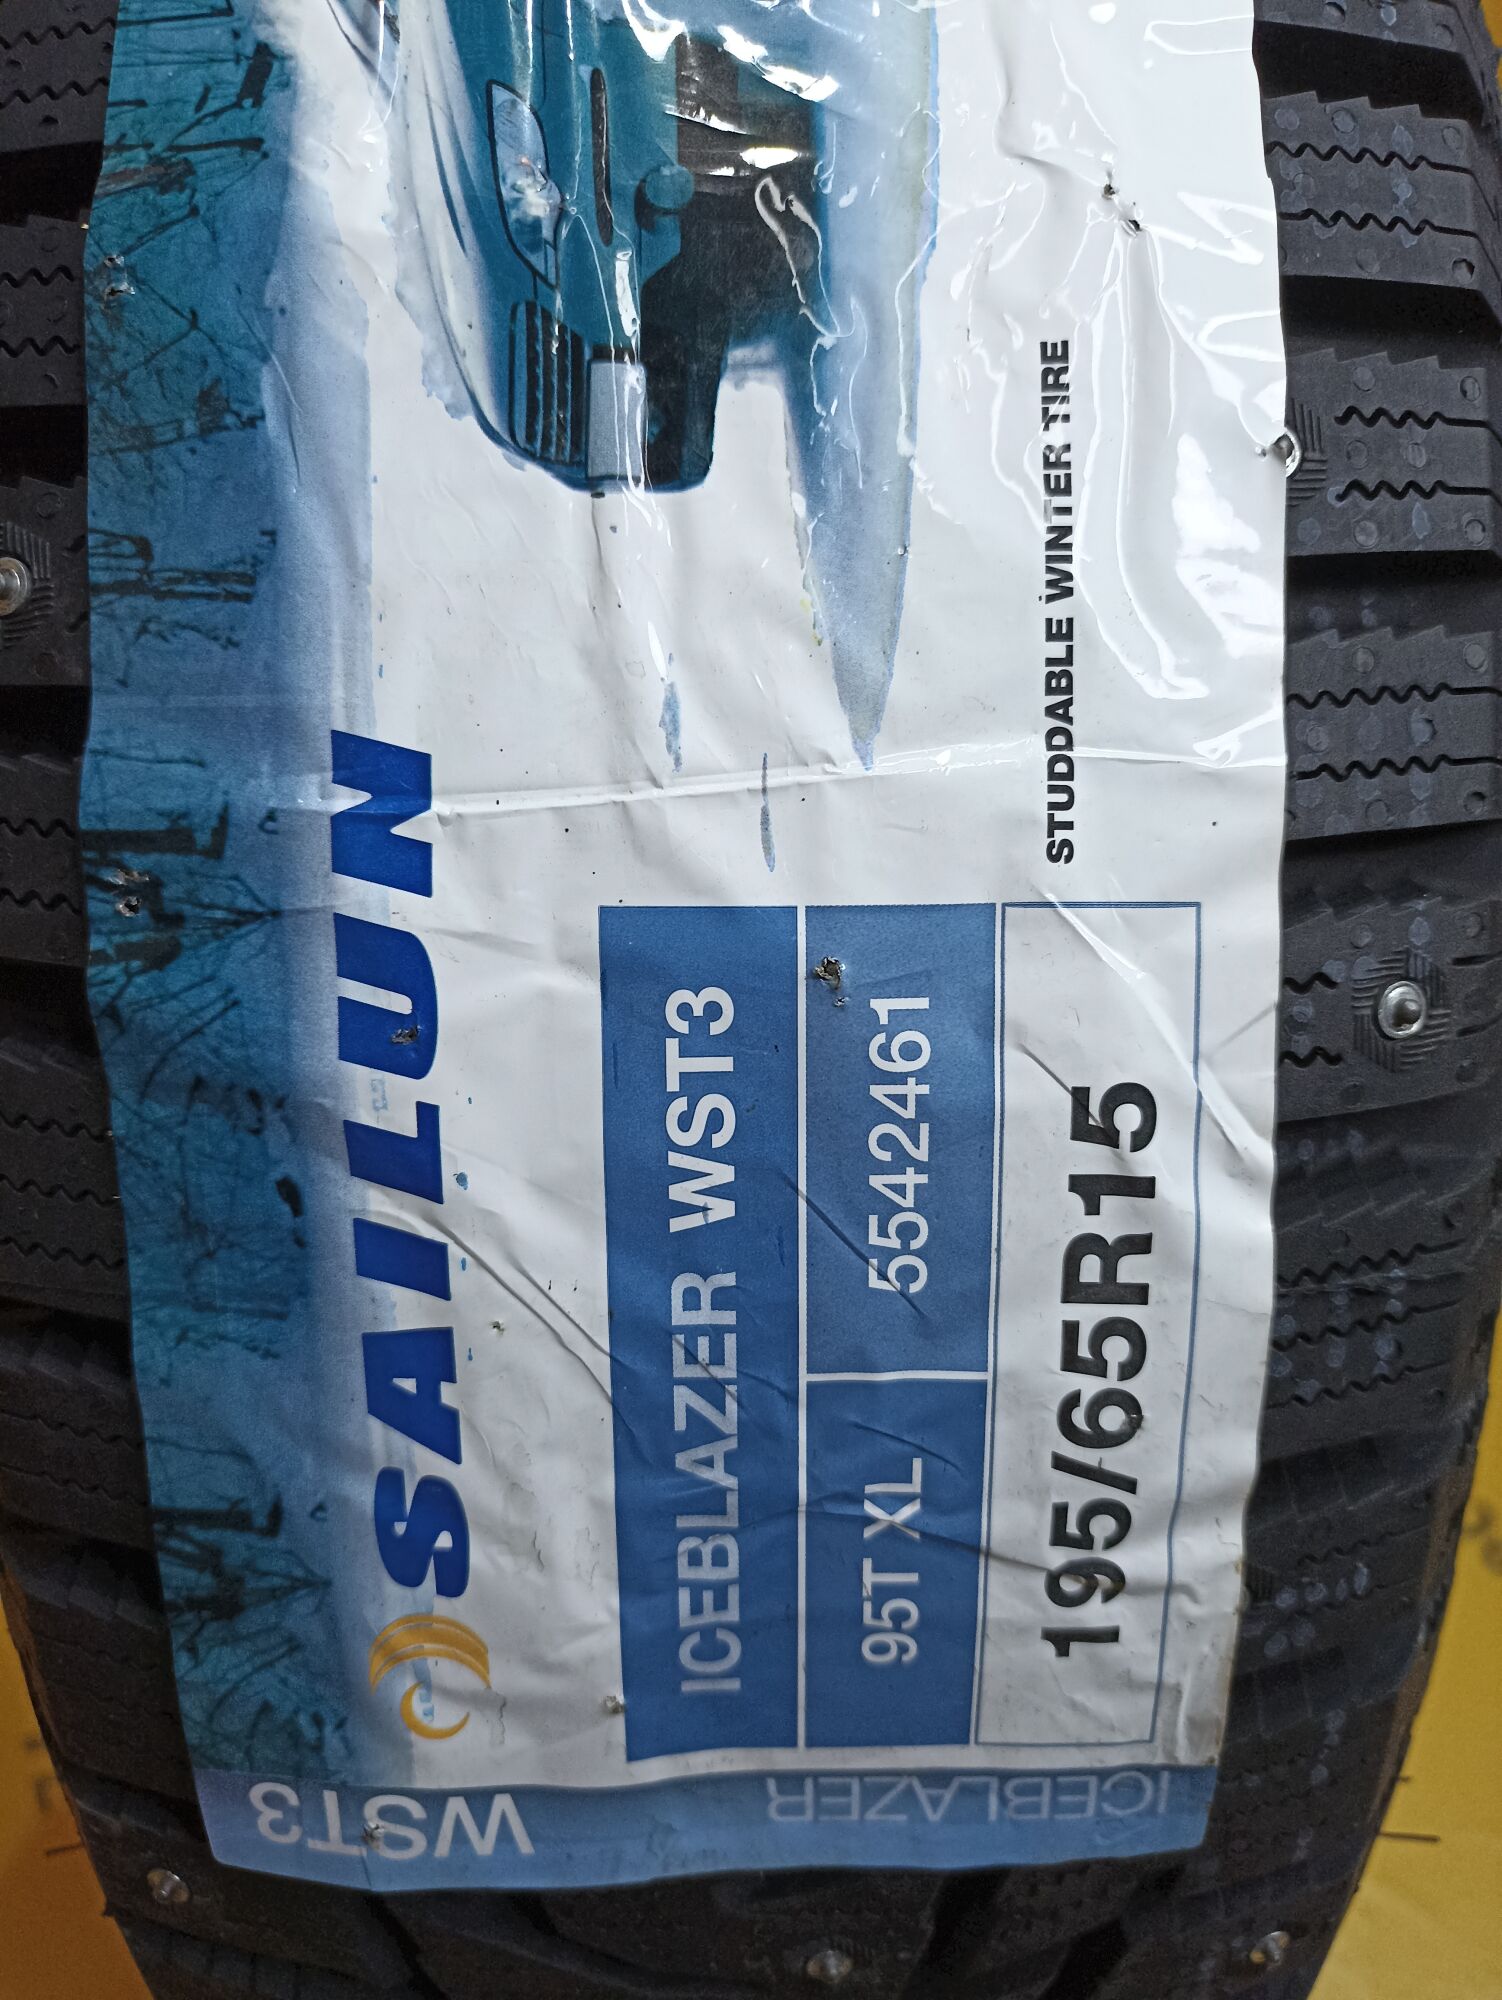 SAILUN
ICEBLAZER WST3
95T XL
5542461
195/65R15
STUDDABLE WINTER TIRE
ICEBLAZER
WST3